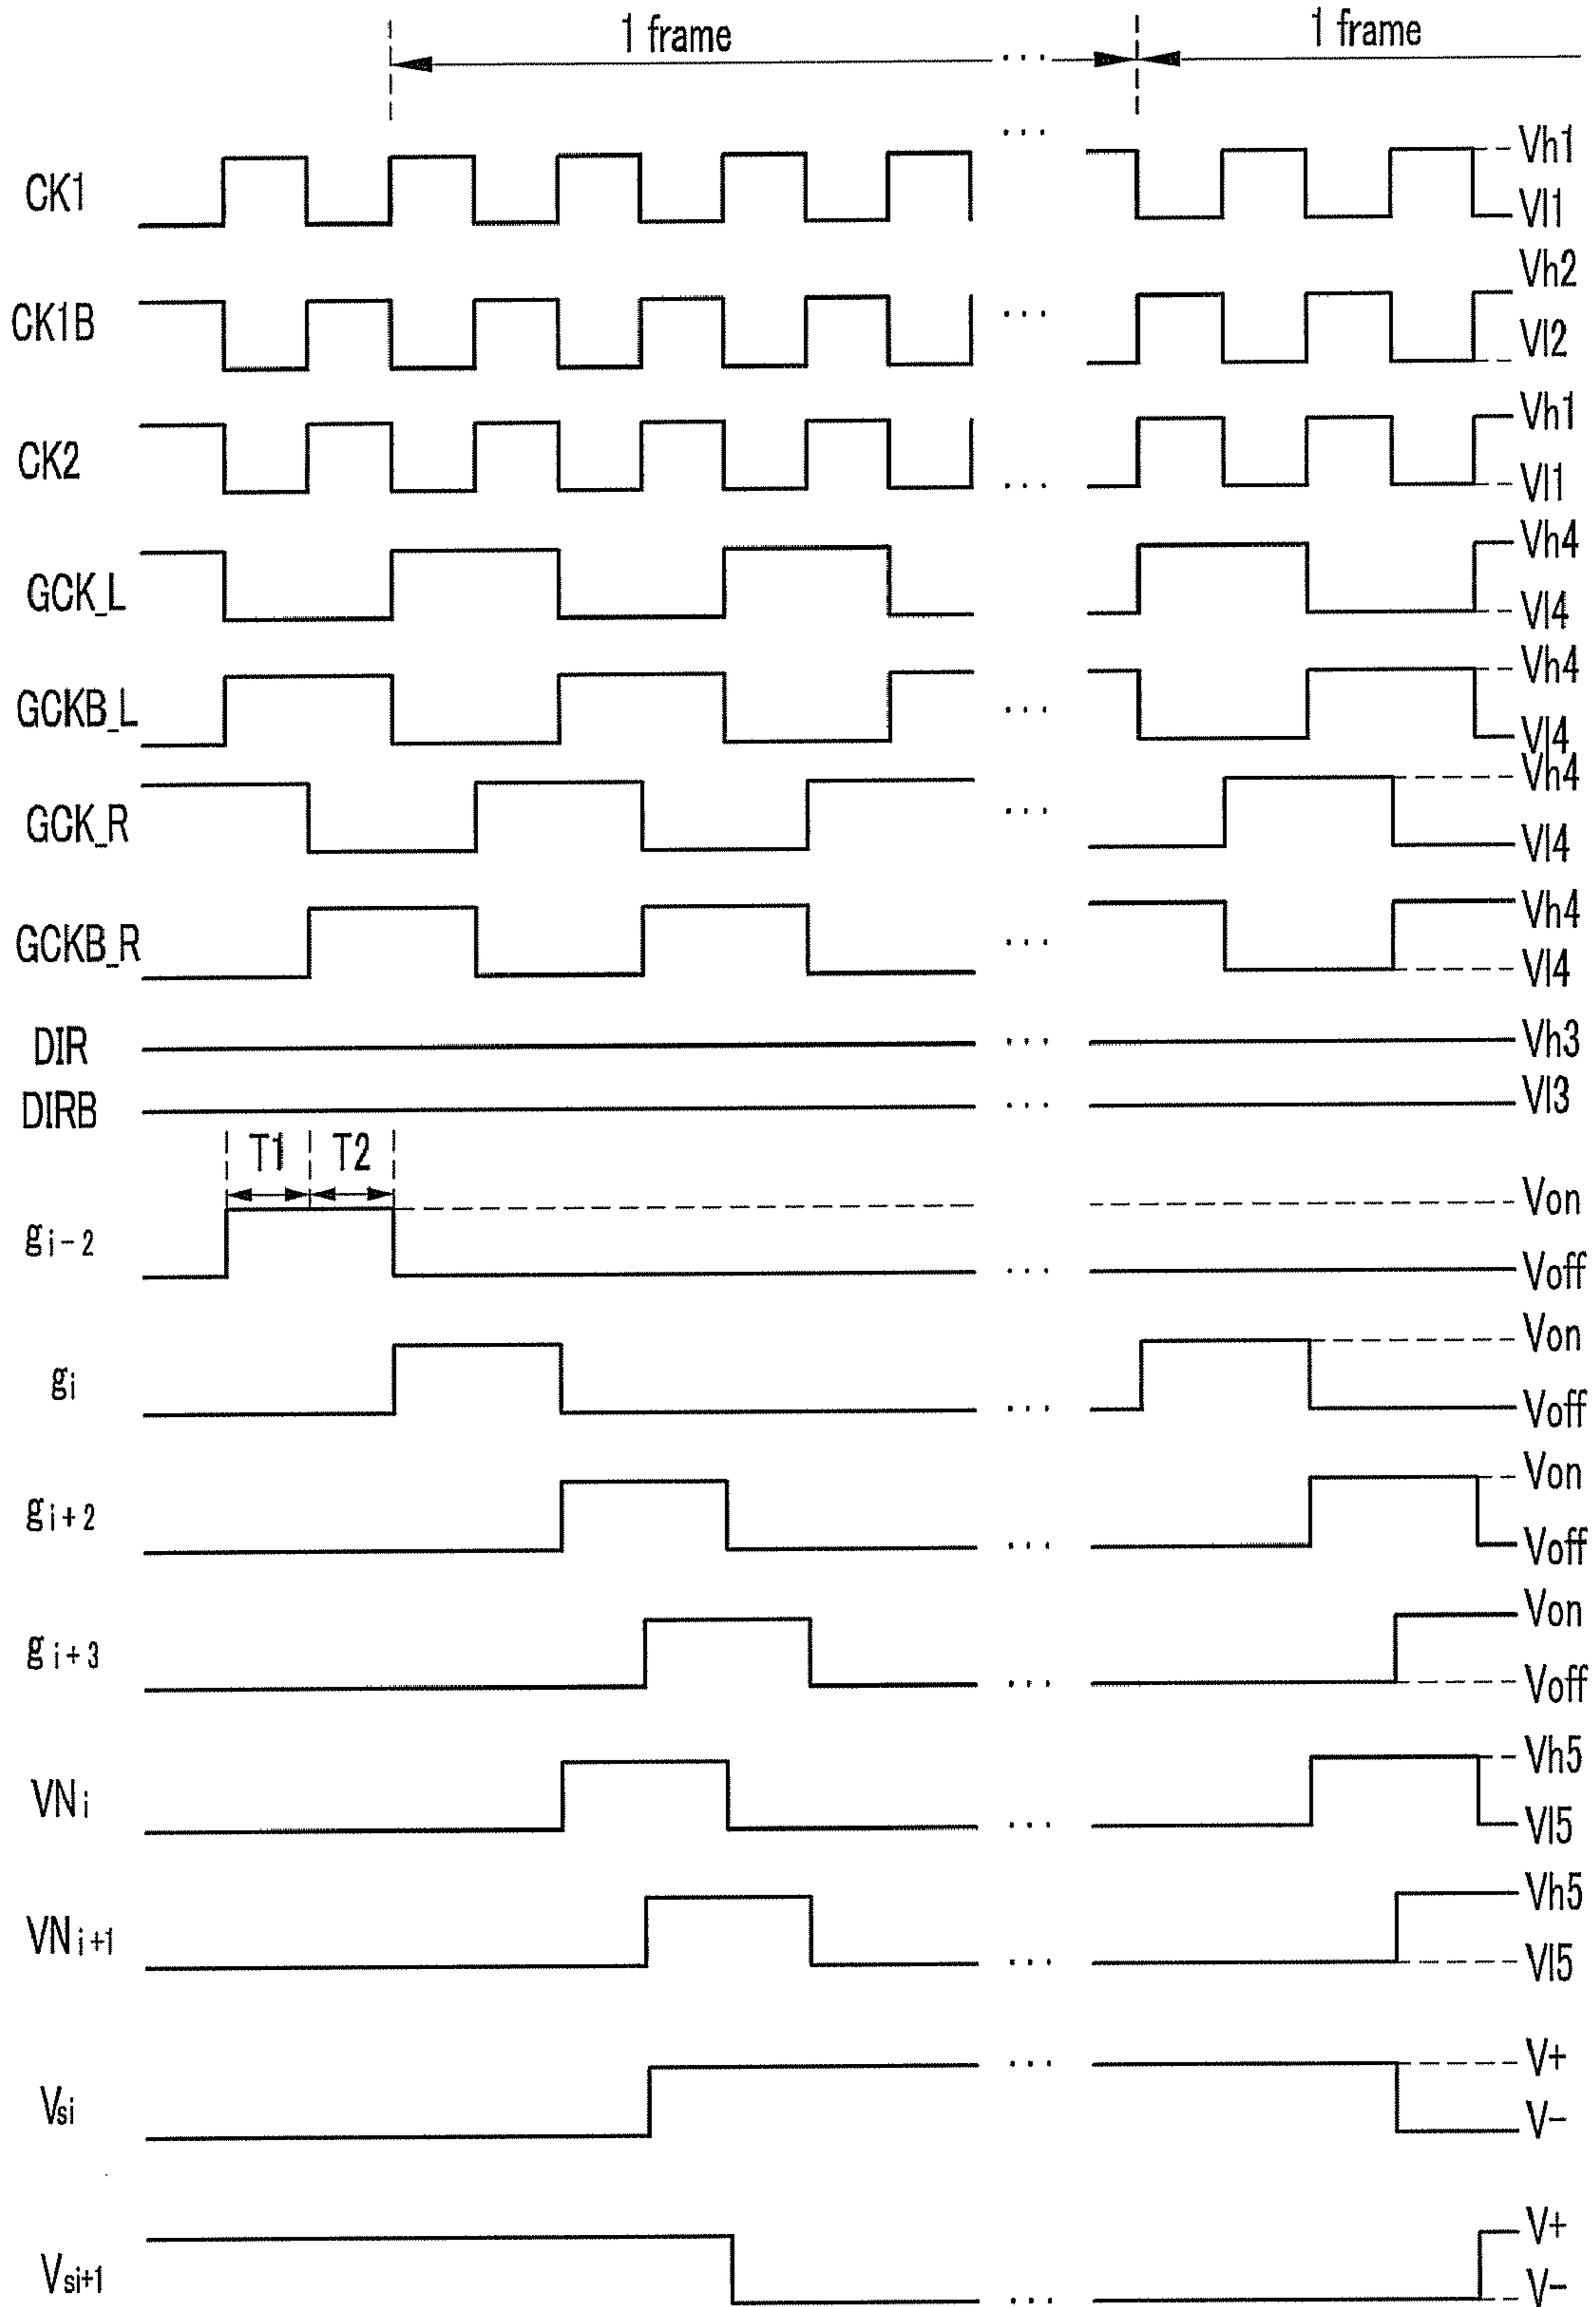 1 frame
1 frame
...
...
CK1
Vh1
Vl1
CK1B
...
Vh2
Vl2
CK2
...
Vh1
Vl1
GCK_L
Vh4
Vl4
GCKB_L
...
Vh4
Vl4
GCK_R
...
Vh4
Vl4
GCKB_R
...
Vh4
Vl4
DIR
...
Vh3
DIRB
...
Vl3
T1 T2
gi-2
...
Von
Voff
gi
...
Von
Voff
gi+2
...
Von
Voff
gi+3
...
Von
Voff
VNi
...
Vh5
Vl5
VNi+1
...
Vh5
Vl5
Vsi
...
V+
V-
Vsi+1
...
V+
V-